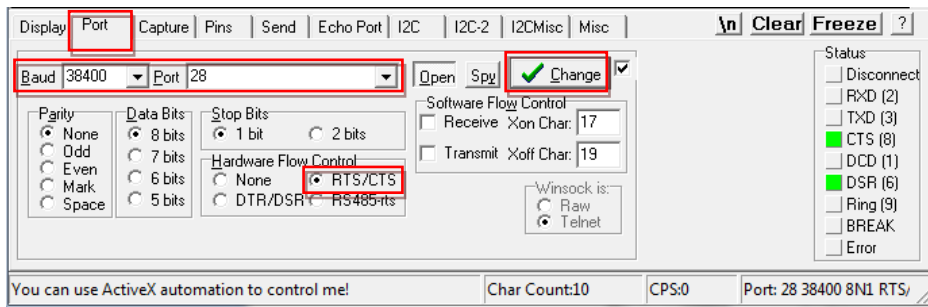 Display Port Capture Pins Send Echo Port I2C I2C-2 I2CMisc Misc \n Clear Freeze ?
Baud 38400 Port 28 Open Spy Change
Parity
None
Odd
Even
Mark
Space
Data Bits
8 bits
7 bits
6 bits
5 bits
Stop Bits
1 bit 2 bits
Hardware Flow Control
None RTS/CTS
DTR/DSR RS485-rts
Software Flow Control
Receive Xon Char: 17
Transmit Xoff Char: 19
Winsock is:
Raw
Telnet
Status
Disconnect
RXD (2)
TXD (3)
CTS (8)
DCD (1)
DSR (6)
Ring (9)
BREAK
Error
You can use ActiveX automation to control me! Char Count:10 CPS:0 Port: 28 38400 8N1 RTS/